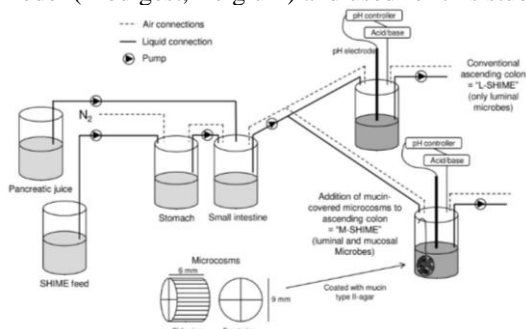 Air connections
Liquid connection
Pump
pH controller
Acid/base
pH electrode
Conventional
ascending colon
= "L-SHIME"
(only luminal
microbes)
N2
Pancreatic juice
Stomach
Small intestine
SHIME feed
pH controller
Acid/base
Addition of mucin-
covered microcosms to
ascending colon
= "M-SHIME"
(luminal and mucosal
Microbes)
Microcosms
6 mm
9 mm
Coated with mucin
type II-agar